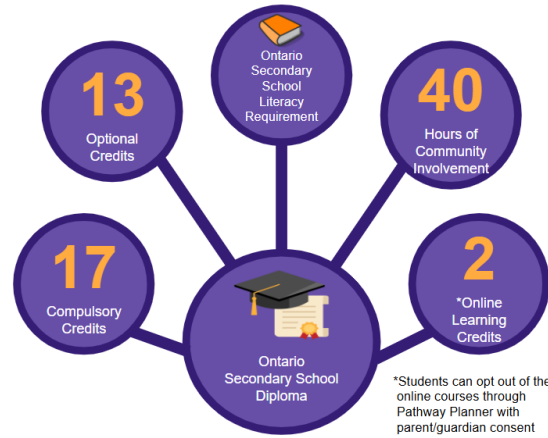 13
Optional
Credits
Ontario
Secondary
School
Literacy
Requirement
40
Hours of
Community
Involvement
17
Compulsory
Credits
Ontario
Secondary School
Diploma
2
*Online
Learning
Credits
*Students can opt out of the
online courses through
Pathway Planner with
parent/guardian consent